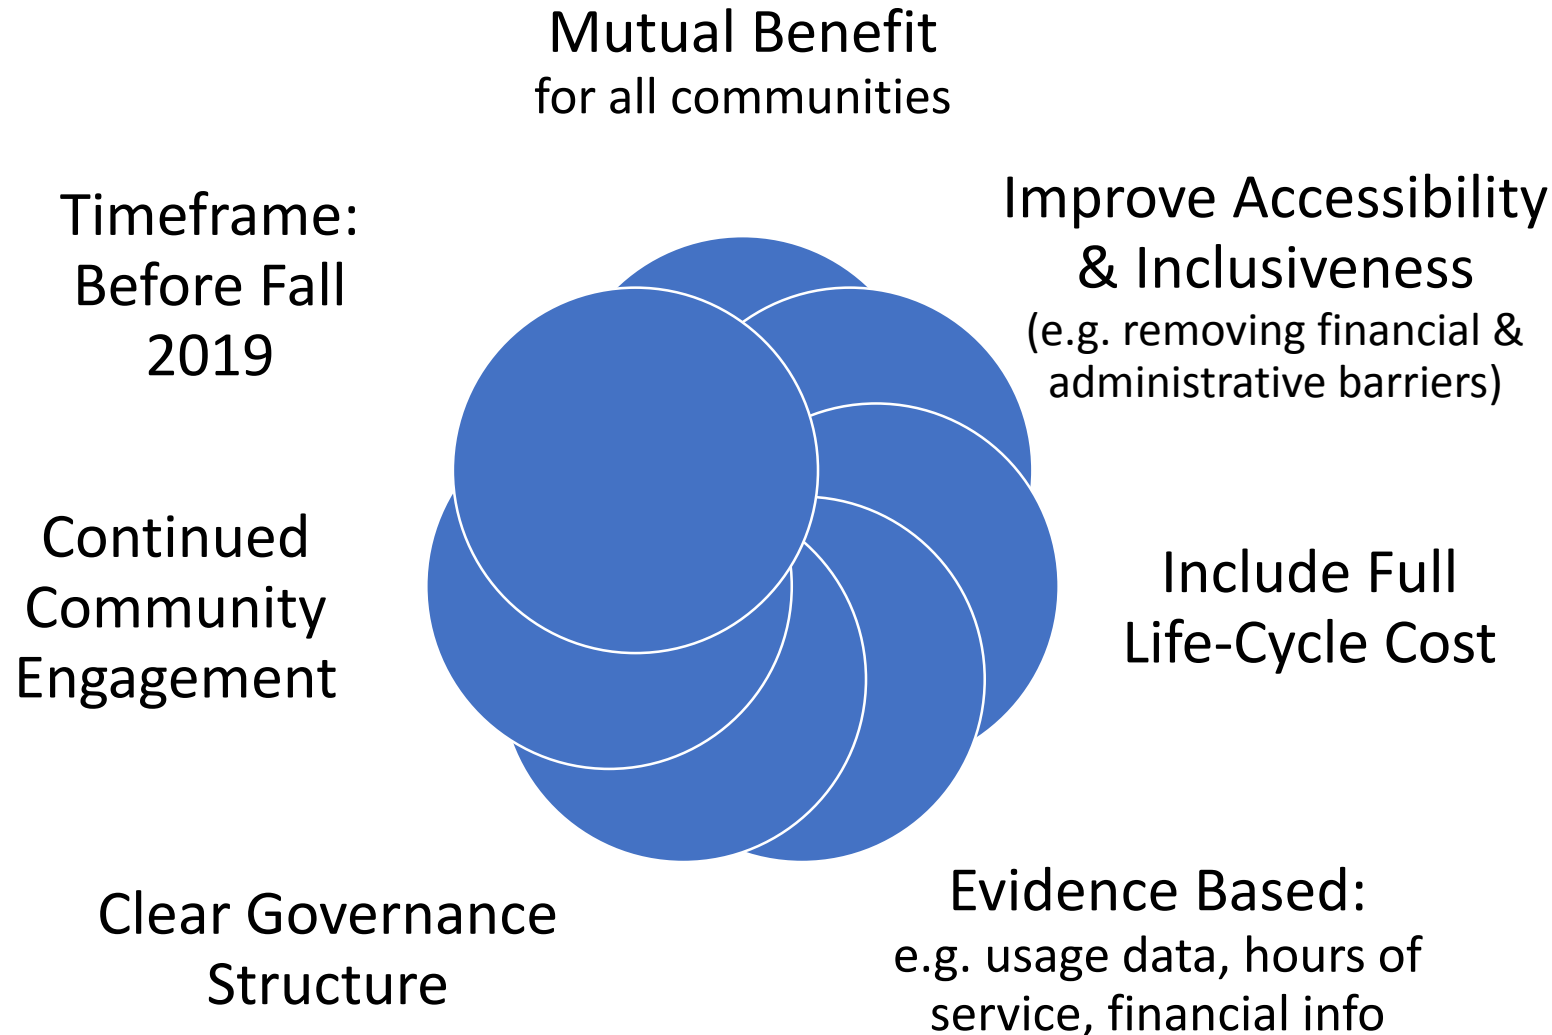 Mutual Benefit
for all communities
Improve Accessibility
& Inclusiveness
(e.g. removing financial &
administrative barriers)
Include Full
Life-Cycle Cost
Evidence Based:
e.g. usage data, hours of
service, financial info
Clear Governance
Structure
Continued
Community
Engagement
Timeframe:
Before Fall
2019